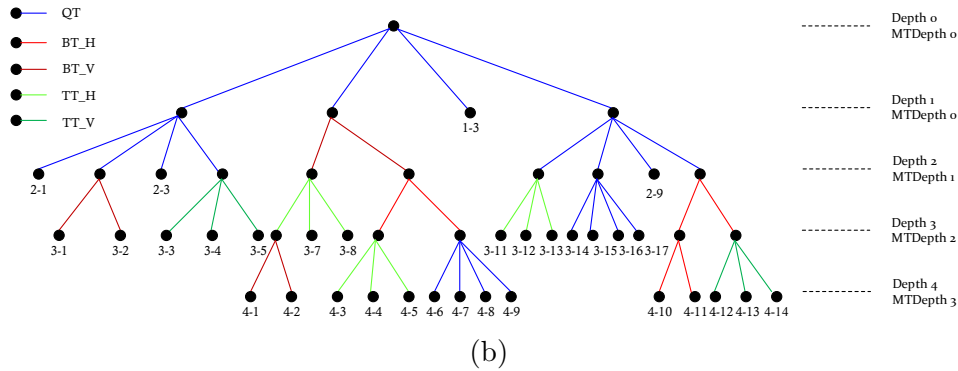 QT
BT_H
BT_V
TT_H
TT_V
Depth 0
MTDepth 0
1-3
Depth 1
MTDepth 0
2-1
2-3
2-9
Depth 2
MTDepth 1
3-1
3-2
3-3
3-4
3-5
3-7
3-8
3-11
3-12
3-13
3-14
3-15
3-16
3-17
Depth 3
MTDepth 2
4-1
4-2
4-3
4-4
4-5
4-6
4-7
4-8
4-9
4-10
4-11
4-12
4-13
4-14
Depth 4
MTDepth 3
(b)